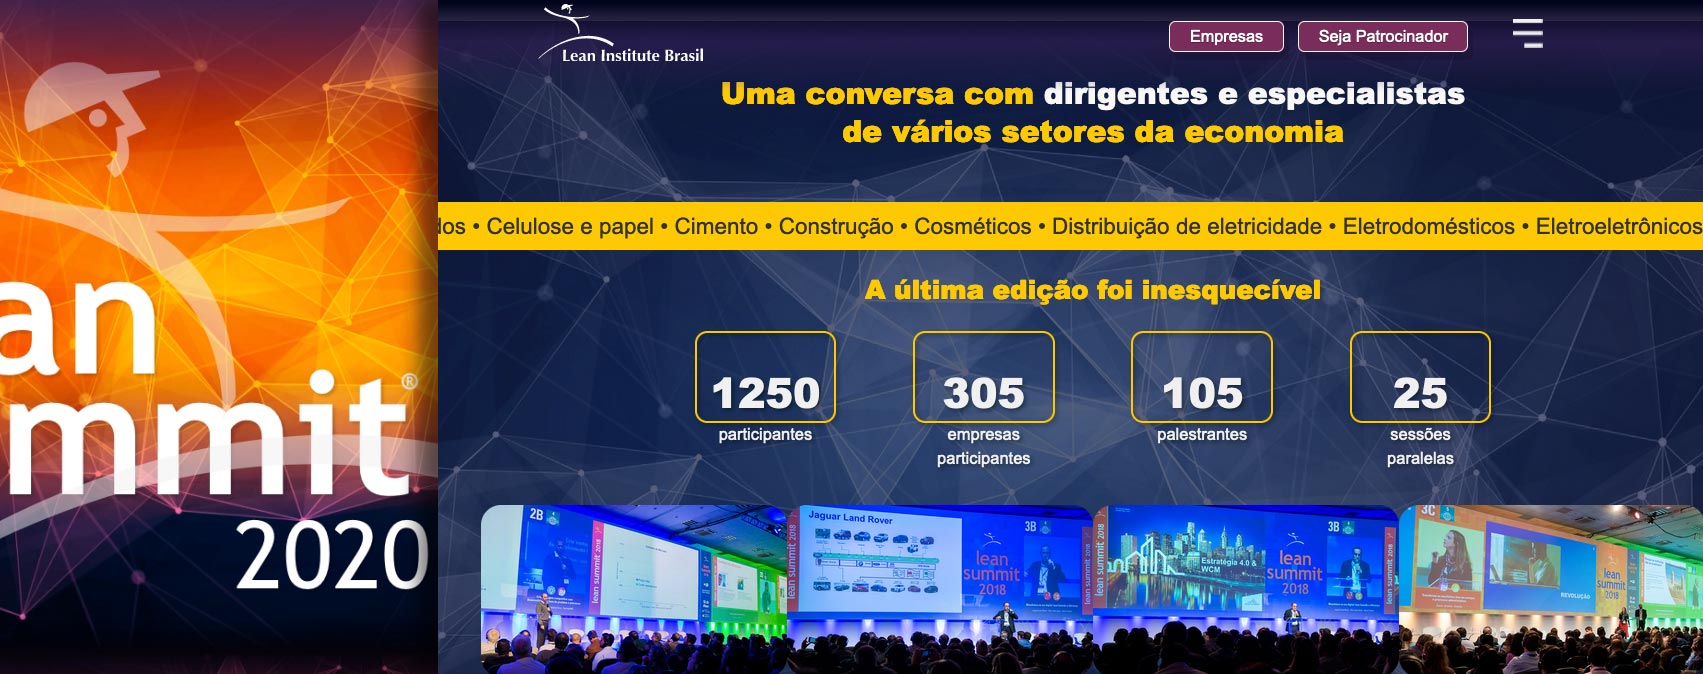 an
mmit®
2020
Lean Institute Brasil
Empresas
Seja Patrocinador
Uma conversa com dirigentes e especialistas
de vários setores da economia
dos • Celulose e papel • Cimento • Construção • Cosméticos • Distribuição de eletricidade • Eletrodomésticos • Eletroeletrônicos
A última edição foi inesquecível
1250
participantes
305
empresas
participantes
105
palestrantes
25
sessões
paralelas
2B
lean summit 2018
Jaguar Land Rover
3B
lean
summit
2018
lean summit 2018
Estratégia 4.0 &
WCM
3B
lean
summit
2018
3C
REVOLUÇÃO
lean
summit
2018